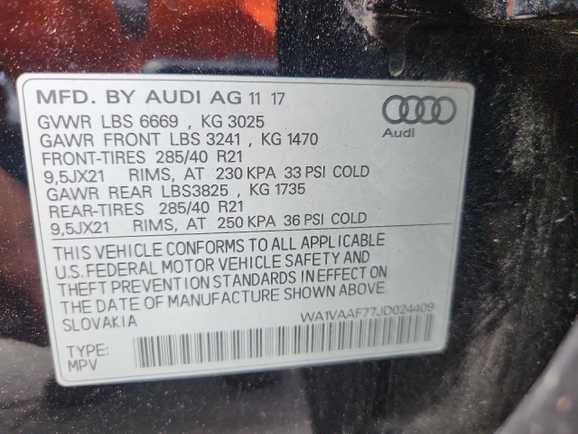 MFD. BY AUDI AG 11 17
GVWR LBS 6669 , KG 3025
GAWR FRONT LBS 3241 , KG 1470
FRONT-TIRES 285/40 R21
9,5JX21 RIMS, AT 230 KPA 33 PSI COLD
GAWR REAR LBS3825 , KG 1735
REAR-TIRES 285/40 R21
9,5JX21 RIMS, AT 250 KPA 36 PSI COLD
Audi
THIS VEHICLE CONFORMS TO ALL APPLICABLE
U.S. FEDERAL MOTOR VEHICLE SAFETY AND
THEFT PREVENTION STANDARDS IN EFFECT ON
THE DATE OF MANUFACTURE SHOWN ABOVE.
SLOVAKIA
WA1VAAF77JD024409
TYPE:
MPV